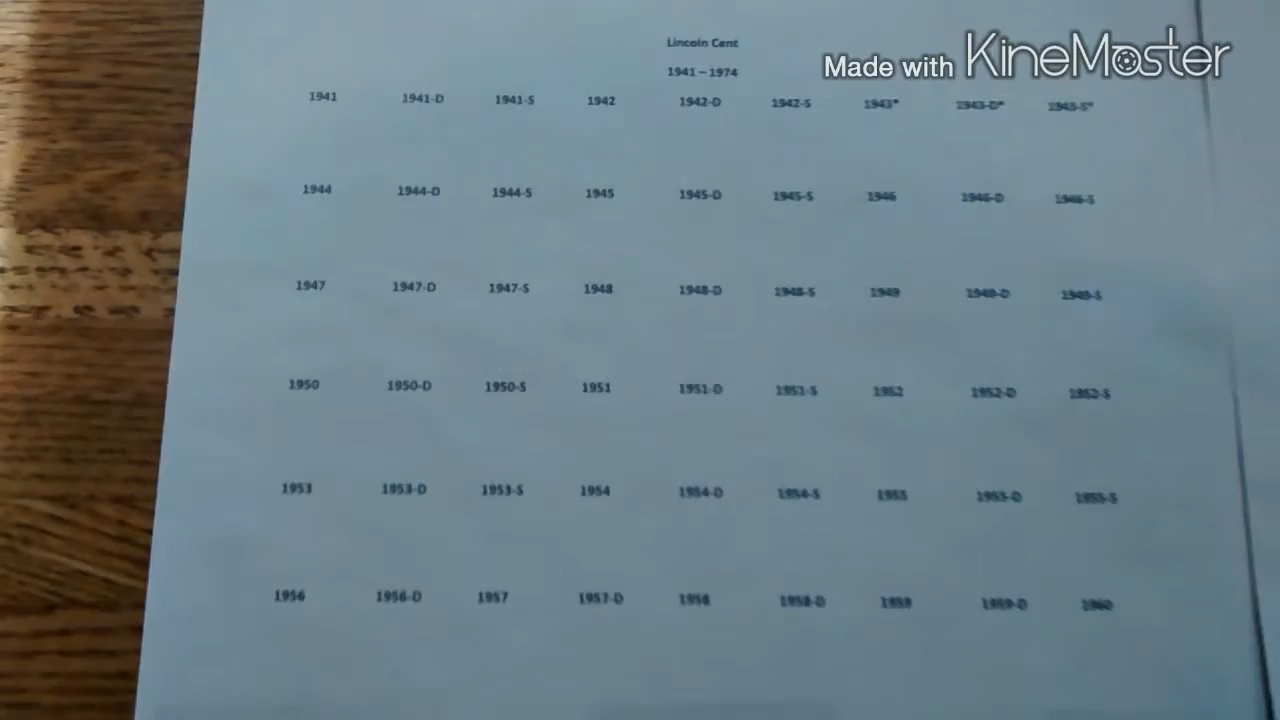 Lincoln Cent
Made with KineMaster
1941 – 1974
1941 1941-D 1941-S 1942 1942-D 1942-S 1943* 1943-D* 1943-S*
1944 1944-D 1944-S 1945 1945-D 1945-S 1946 1946-D 1946-S
1947 1947-D 1947-S 1948 1948-D 1948-S 1949 1949-D 1949-S
1950 1950-D 1950-S 1951 1951-D 1951-S 1952 1952-D 1952-S
1953 1953-D 1953-S 1954 1954-D 1954-S 1955 1955-D 1955-S
1956 1956-D 1957 1957-D 1958 1958-D 1959 1959-D 1960